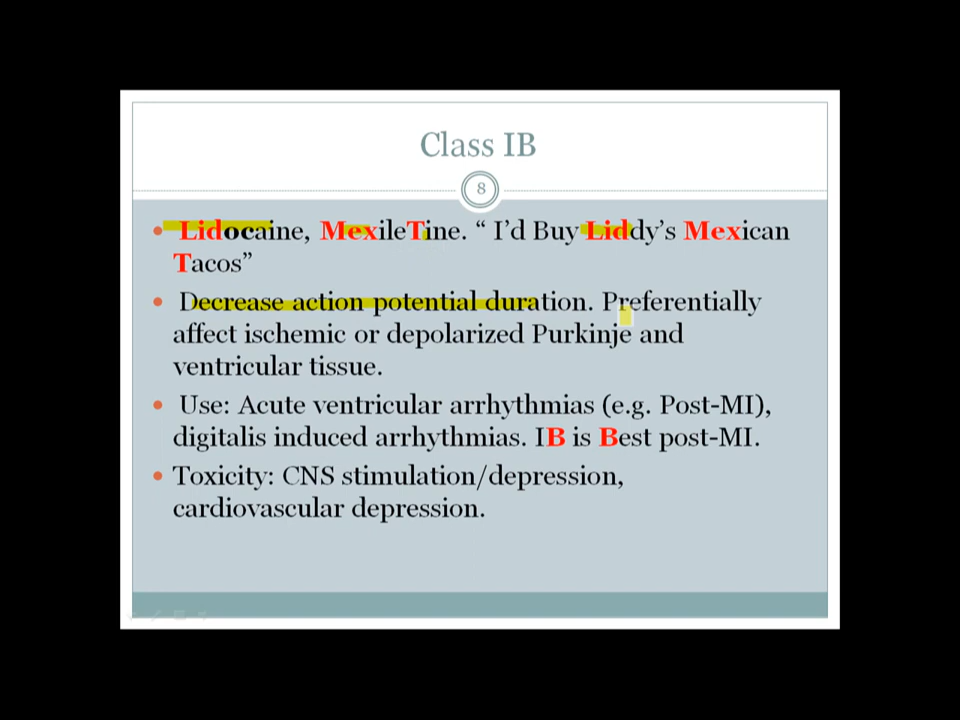 Class IB
8
• Lidocaine, MexileTine. “ I’d Buy Liddy’s Mexican
Tacos”
• Decrease action potential duration. Preferentially
affect ischemic or depolarized Purkinje and
ventricular tissue.
• Use: Acute ventricular arrhythmias (e.g. Post-MI),
digitalis induced arrhythmias. IB is Best post-MI.
• Toxicity: CNS stimulation/depression,
cardiovascular depression.